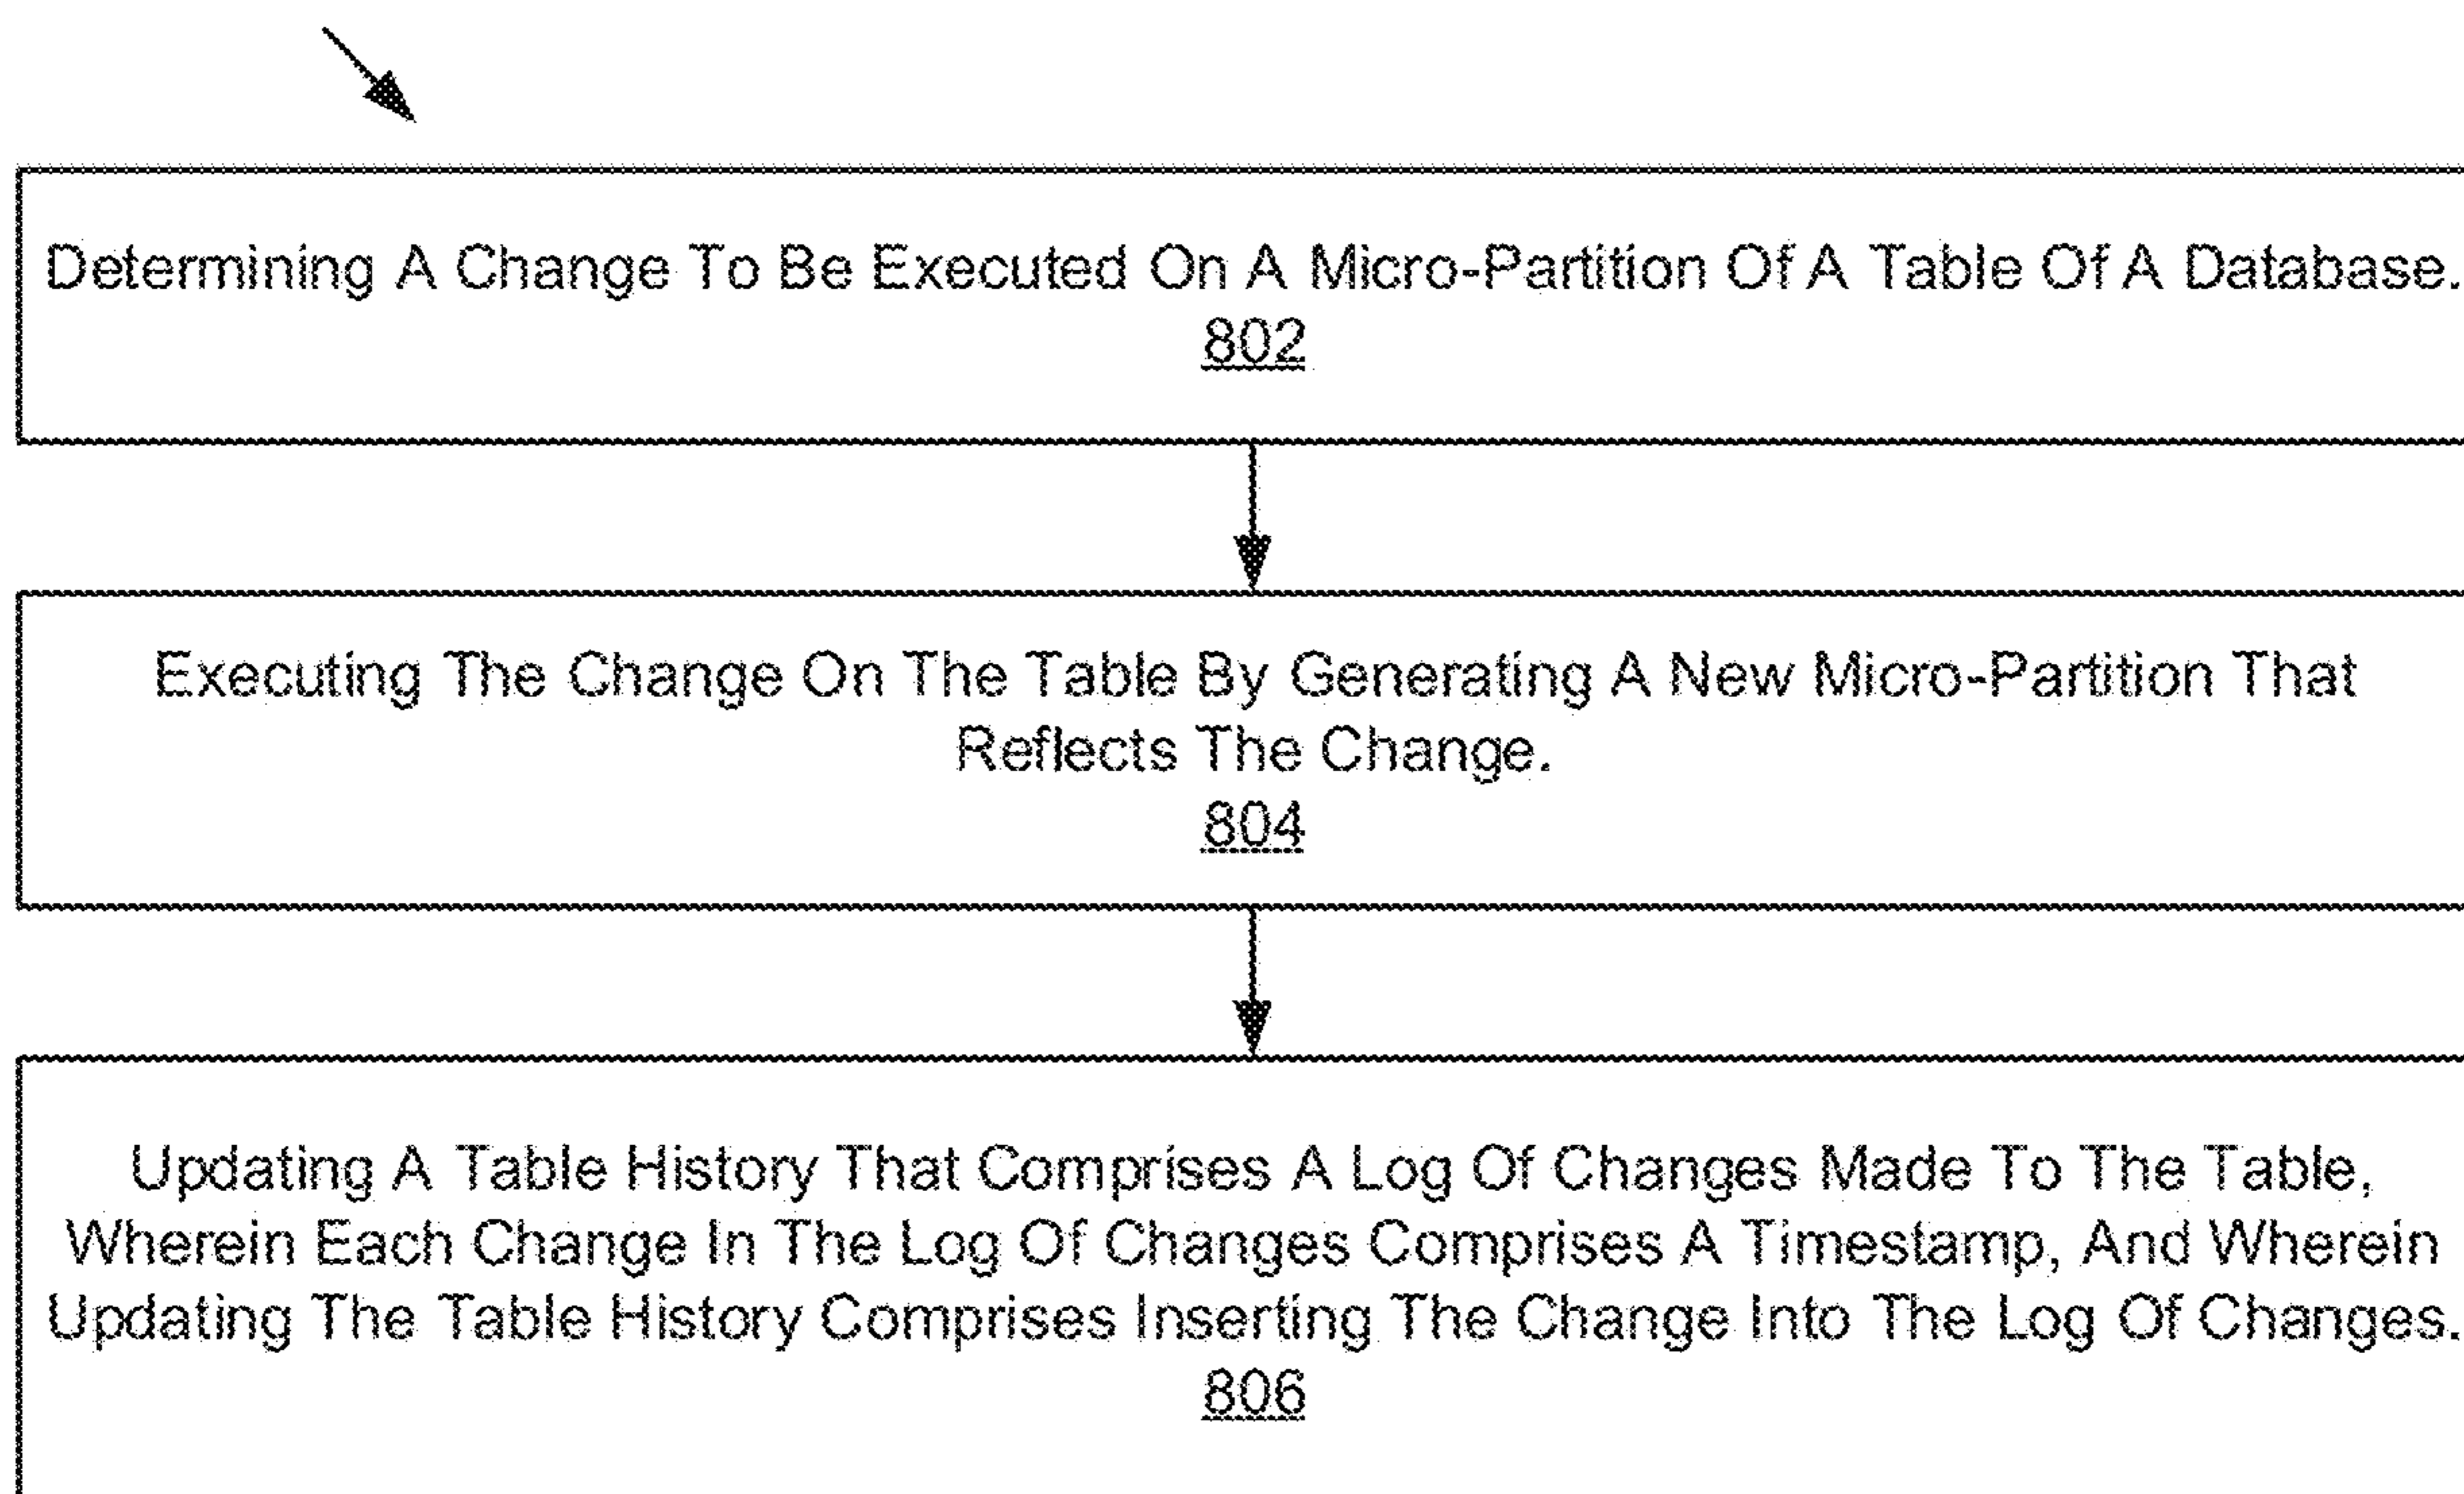 Determining A Change To Be Executed On A Micro-Partition Of A Table Of A Database.
802
Executing The Change On The Table By Generating A New Micro-Partition That
Reflects The Change.
804
Updating A Table History That Comprises A Log Of Changes Made To The Table,
Wherein Each Change In The Log Of Changes Comprises A Timestamp, And Wherein
Updating The Table History Comprises Inserting The Change Into The Log Of Changes.
806